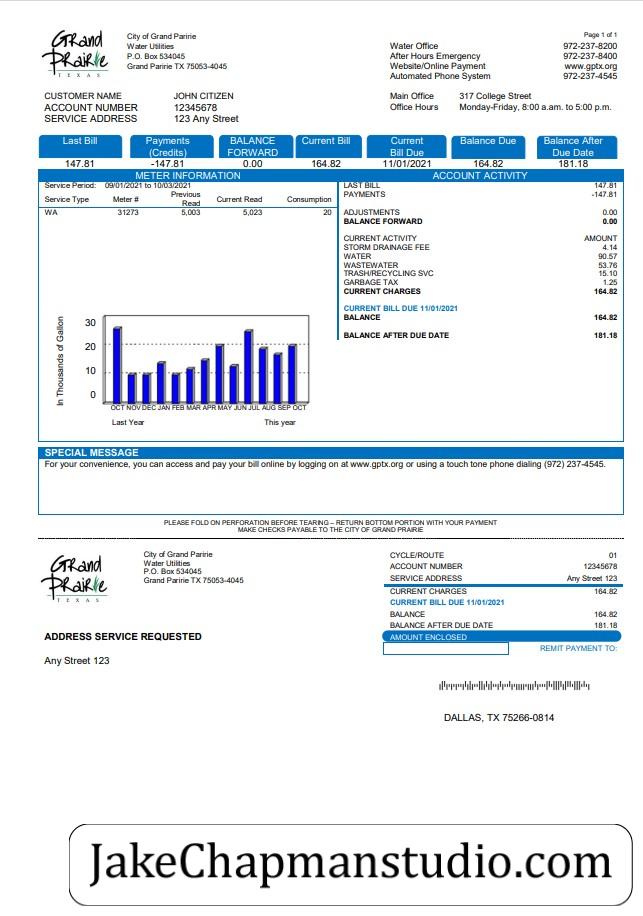 Grand
Prairie
TEXAS
City of Grand Paririe
Water Utilities
P.O. Box 534045
Grand Paririe TX 75053-4045
Page 1 of 1
Water Office 972-237-8200
After Hours Emergency 972-237-8400
Website/Online Payment www.gptx.org
Automated Phone System 972-237-4545
CUSTOMER NAME JOHN CITIZEN
ACCOUNT NUMBER 12345678
SERVICE ADDRESS 123 Any Street
Main Office 317 College Street
Office Hours Monday-Friday, 8:00 a.m. to 5:00 p.m.
Last Bill Payments (Credits) BALANCE FORWARD Current Bill Current Bill Due Balance Due Balance After Due Date
147.81 -147.81 0.00 164.82 11/01/2021 164.82 181.18
METER INFORMATION
Service Period: 09/01/2021 to 10/03/2021
Service Type Meter # Previous Read Current Read Consumption
WA 31273 5,003 5,023 20
In Thousands of Gallon
30
20
10
0
OCT NOV DEC JAN FEB MAR APR MAY JUN JUL AUG SEP OCT
Last Year This year
ACCOUNT ACTIVITY
LAST BILL 147.81
PAYMENTS -147.81
ADJUSTMENTS 0.00
BALANCE FORWARD 0.00
CURRENT ACTIVITY AMOUNT
STORM DRAINAGE FEE 4.14
WATER 90.57
WASTEWATER 53.76
TRASH/RECYCLING SVC 15.10
GARBAGE TAX 1.25
CURRENT CHARGES 164.82
CURRENT BILL DUE 11/01/2021
BALANCE 164.82
BALANCE AFTER DUE DATE 181.18
SPECIAL MESSAGE
For your convenience, you can access and pay your bill online by logging on at www.gptx.org or using a touch tone phone dialing (972) 237-4545.
PLEASE FOLD ON PERFORATION BEFORE TEARING – RETURN BOTTOM PORTION WITH YOUR PAYMENT
MAKE CHECKS PAYABLE TO THE CITY OF GRAND PRAIRIE
Grand
Prairie
TEXAS
City of Grand Paririe
Water Utilities
P.O. Box 534045
Grand Paririe TX 75053-4045
CYCLE/ROUTE 01
ACCOUNT NUMBER 12345678
SERVICE ADDRESS Any Street 123
CURRENT CHARGES 164.82
CURRENT BILL DUE 11/01/2021
BALANCE 164.82
BALANCE AFTER DUE DATE 181.18
AMOUNT ENCLOSED
REMIT PAYMENT TO:
ADDRESS SERVICE REQUESTED
Any Street 123
DALLAS, TX 75266-0814
JakeChapmanstudio.com